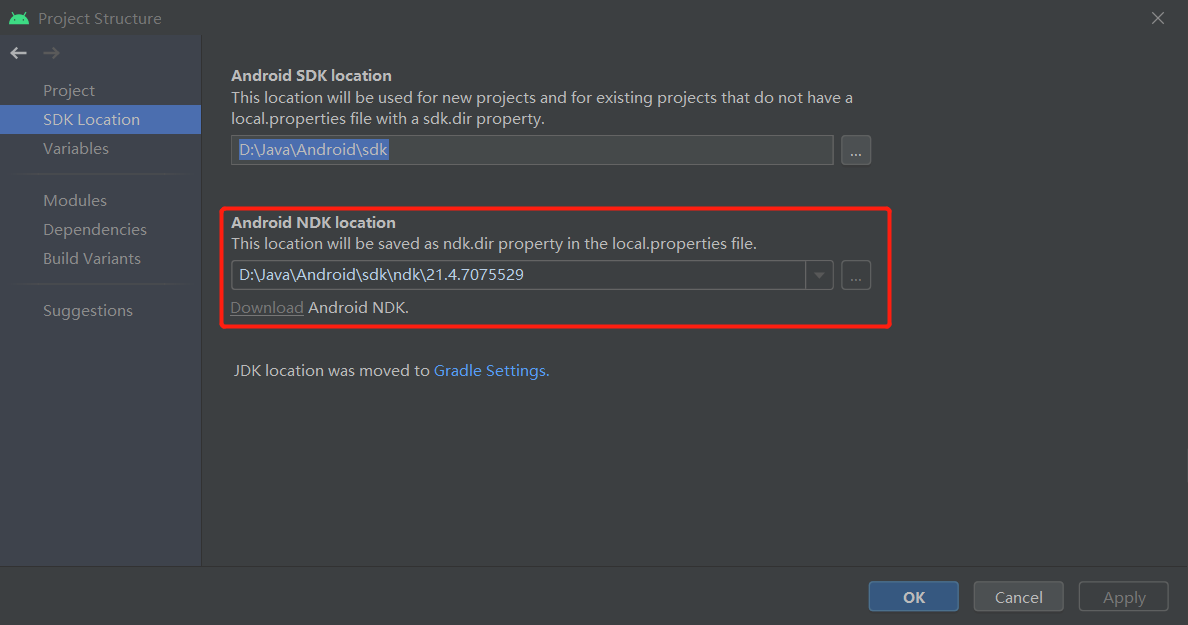 Project Structure
Project
SDK Location
Variables
Modules
Dependencies
Build Variants
Suggestions
Android SDK location
This location will be used for new projects and for existing projects that do not have a
local.properties file with a sdk.dir property.
D:\Java\Android\sdk
...
Android NDK location
This location will be saved as ndk.dir property in the local.properties file.
D:\Java\Android\sdk\ndk\21.4.7075529
...
Download Android NDK.
JDK location was moved to Gradle Settings.
OK
Cancel
Apply